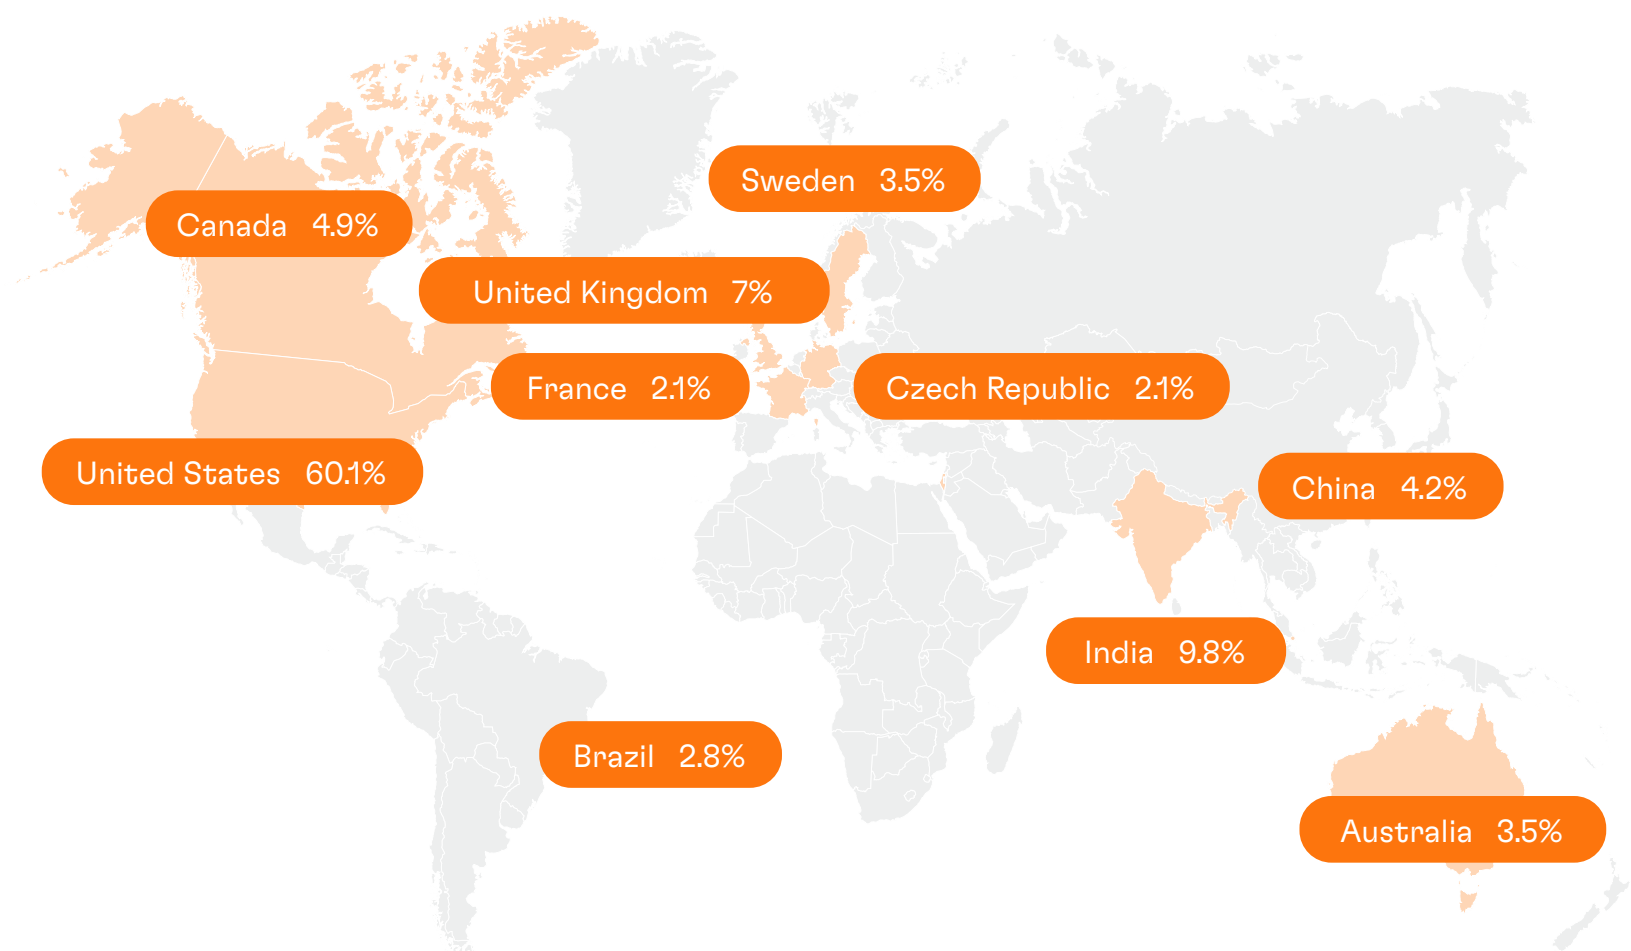 Sweden 3.5%
Canada 4.9%
United Kingdom 7%
France 2.1%
Czech Republic 2.1%
United States 60.1%
China 4.2%
India 9.8%
Brazil 2.8%
Australia 3.5%